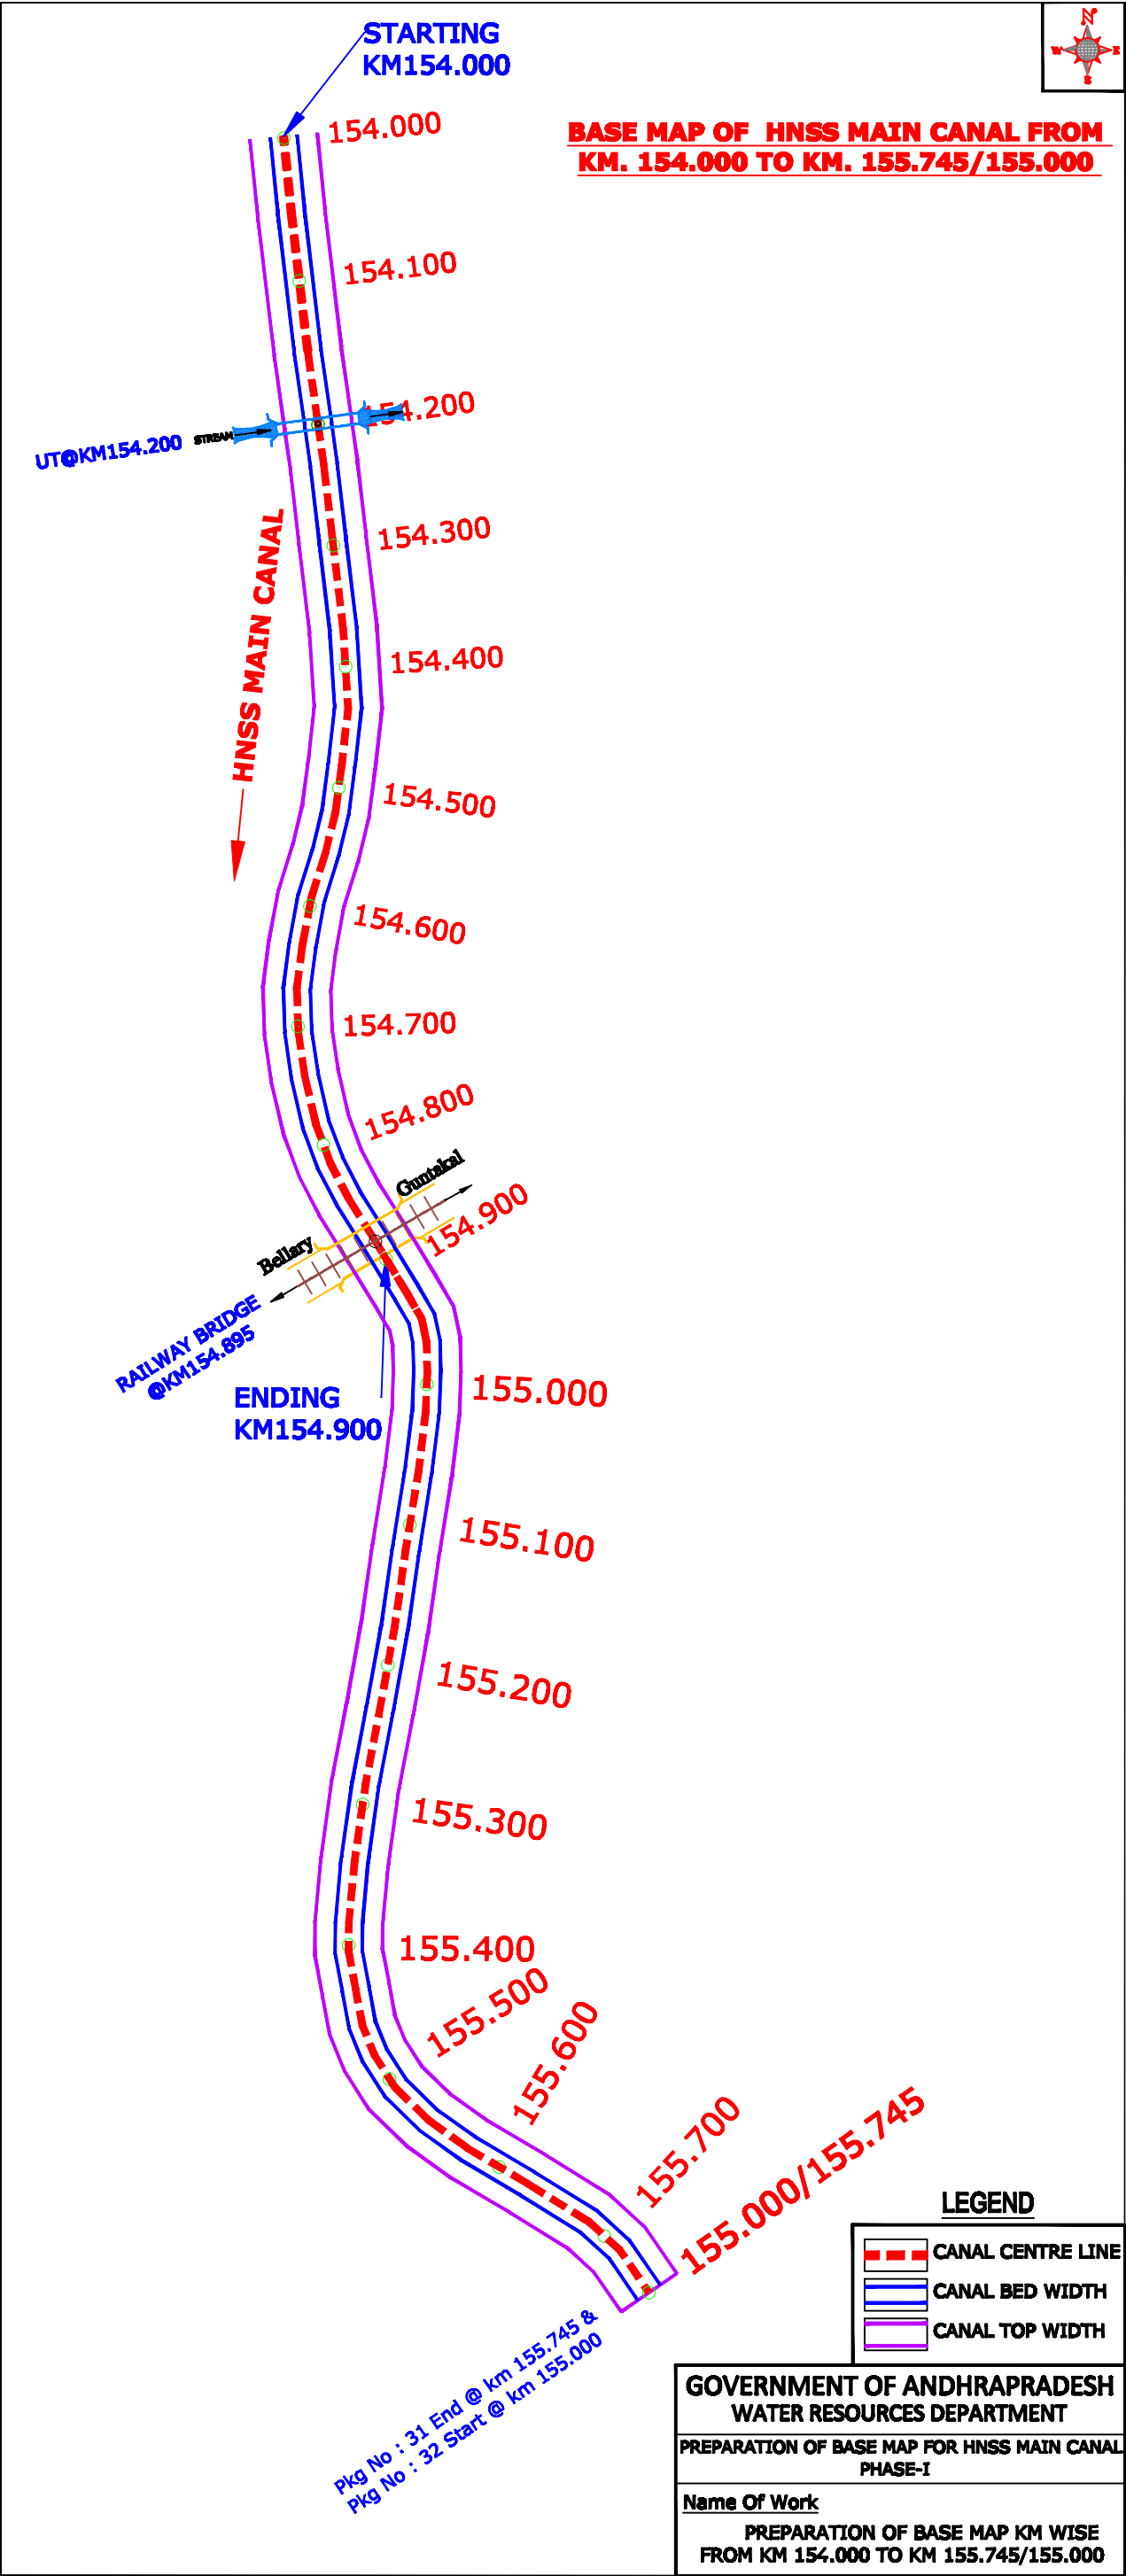 STARTING
KM154.000
N
W
E
S
BASE MAP OF HNSS MAIN CANAL FROM
KM. 154.000 TO KM. 155.745/155.000
154.000
154.100
154.200
STREAM
UT@KM154.200
154.300
HNSS MAIN CANAL
154.400
154.500
154.600
154.700
154.800
Guntakal
154.900
Bellary
RAILWAY BRIDGE
@KM154.895
ENDING
KM154.900
155.000
155.100
155.200
155.300
155.400
155.500
155.600
155.700
155.000/155.745
Pkg No : 31 End @ km 155.745 &
Pkg No : 32 Start @ km 155.000
LEGEND
CANAL CENTRE LINE
CANAL BED WIDTH
CANAL TOP WIDTH
GOVERNMENT OF ANDHRAPRADESH
WATER RESOURCES DEPARTMENT
PREPARATION OF BASE MAP FOR HNSS MAIN CANAL
PHASE-I
Name Of Work
PREPARATION OF BASE MAP KM WISE
FROM KM 154.000 TO KM 155.745/155.000